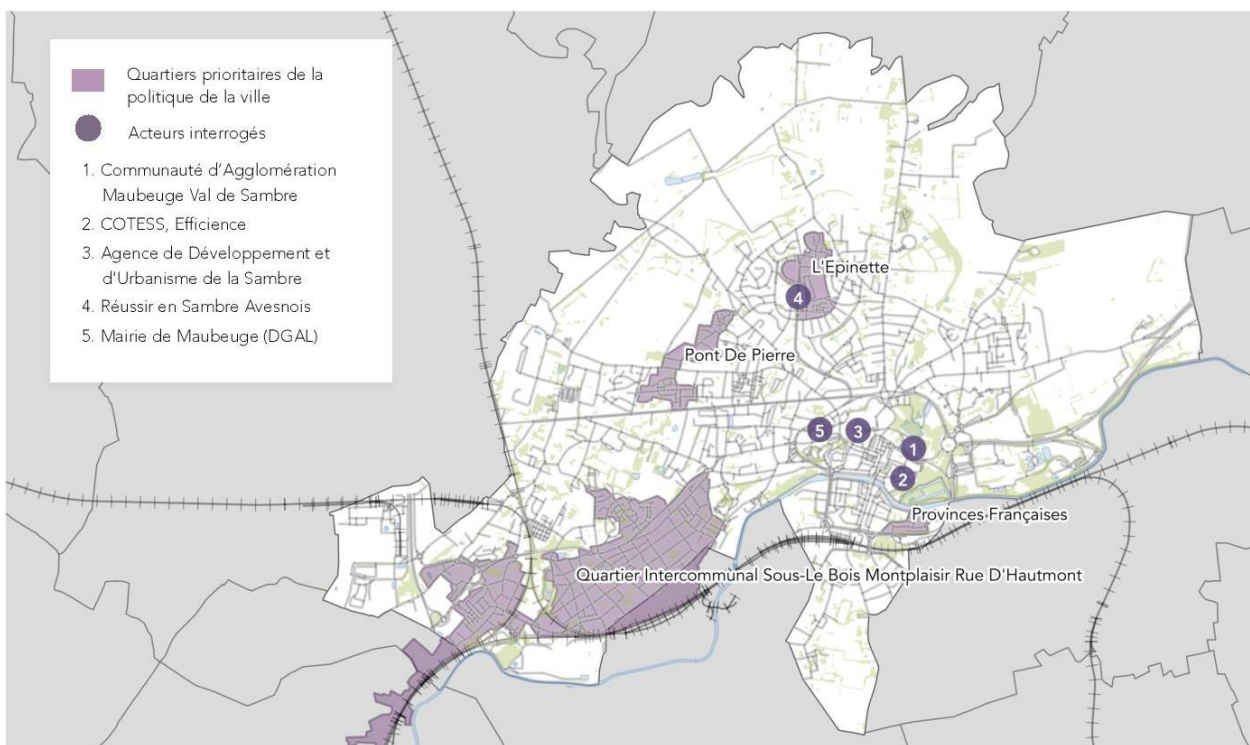 Quartiers prioritaires de la
politique de la ville
Acteurs interrogés
1. Communauté d'Agglomération
Maubeuge Val de Sambre
2. COTESS, Efficience
3. Agence de Développement et
d'Urbanisme de la Sambre
4. Réussir en Sambre Avesnois
5. Mairie de Maubeuge (DGAL)
L'Epinette
4
Pont De Pierre
5
3
1
2
Provinces Françaises
Quartier Intercommunal Sous-Le Bois Montplaisir Rue D'Hautmont